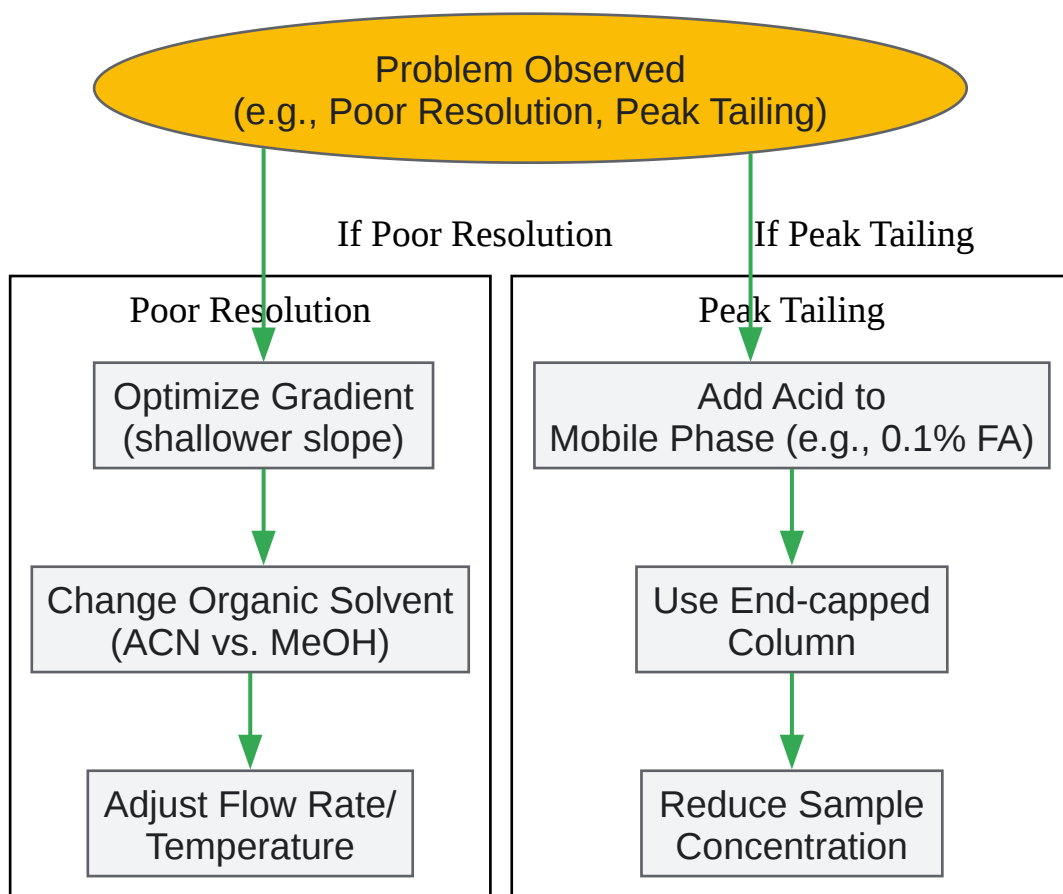 Problem Observed
(e.g., Poor Resolution, Peak Tailing)
If Poor Resolution
If Peak Tailing
Poor Resolution
Optimize Gradient
(shallower slope)
Change Organic Solvent
(ACN vs. MeOH)
Adjust Flow Rate/
Temperature
Peak Tailing
Add Acid to
Mobile Phase (e.g., 0.1% FA)
Use End-capped
Column
Reduce Sample
Concentration